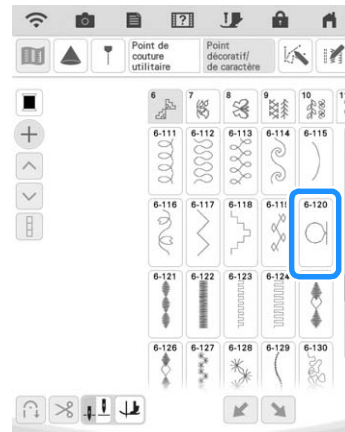 ?
Point de couture utilitaire
Point décoratif/ de caractère
6 7 8 9 10
6-111 6-112 6-113 6-114 6-115
6-116 6-117 6-118 6-120
6-121 6-122 6-123 6-124
6-126 6-127 6-128 6-129 6-130